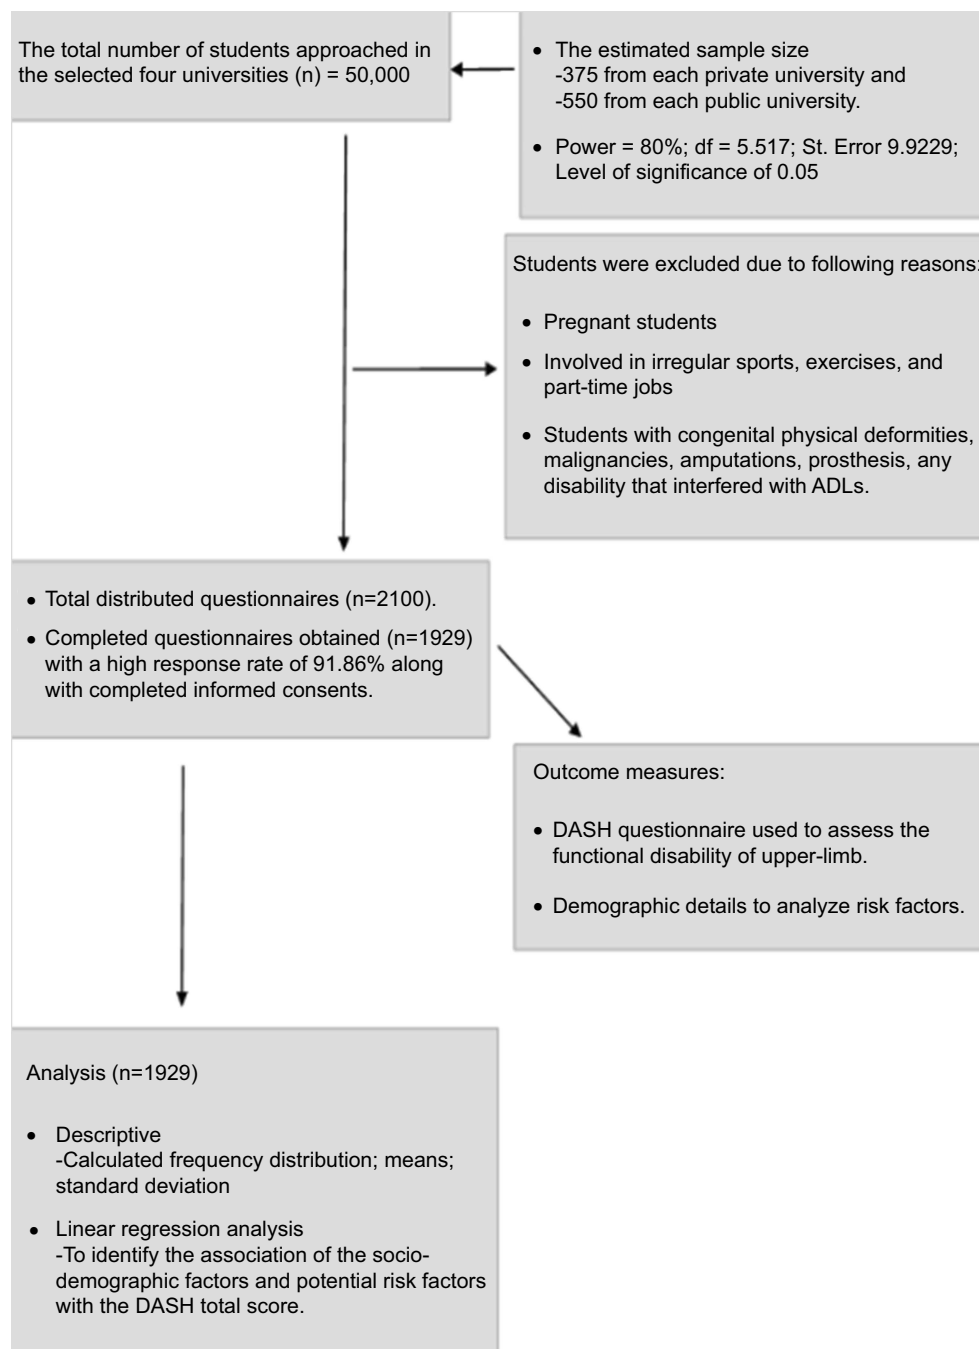 The total number of students approached in
the selected four universities (n) = 50,000
• The estimated sample size
-375 from each private university and
-550 from each public university.
• Power = 80%; df = 5.517; St. Error 9.9229;
Level of significance of 0.05
Students were excluded due to following reasons:
• Pregnant students
• Involved in irregular sports, exercises, and
part-time jobs
• Students with congenital physical deformities,
malignancies, amputations, prosthesis, any
disability that interfered with ADLs.
• Total distributed questionnaires (n=2100).
• Completed questionnaires obtained (n=1929)
with a high response rate of 91.86% along
with completed informed consents.
Outcome measures:
• DASH questionnaire used to assess the
functional disability of upper-limb.
• Demographic details to analyze risk factors.
Analysis (n=1929)
• Descriptive
-Calculated frequency distribution; means;
standard deviation
• Linear regression analysis
-To identify the association of the socio-
demographic factors and potential risk factors
with the DASH total score.